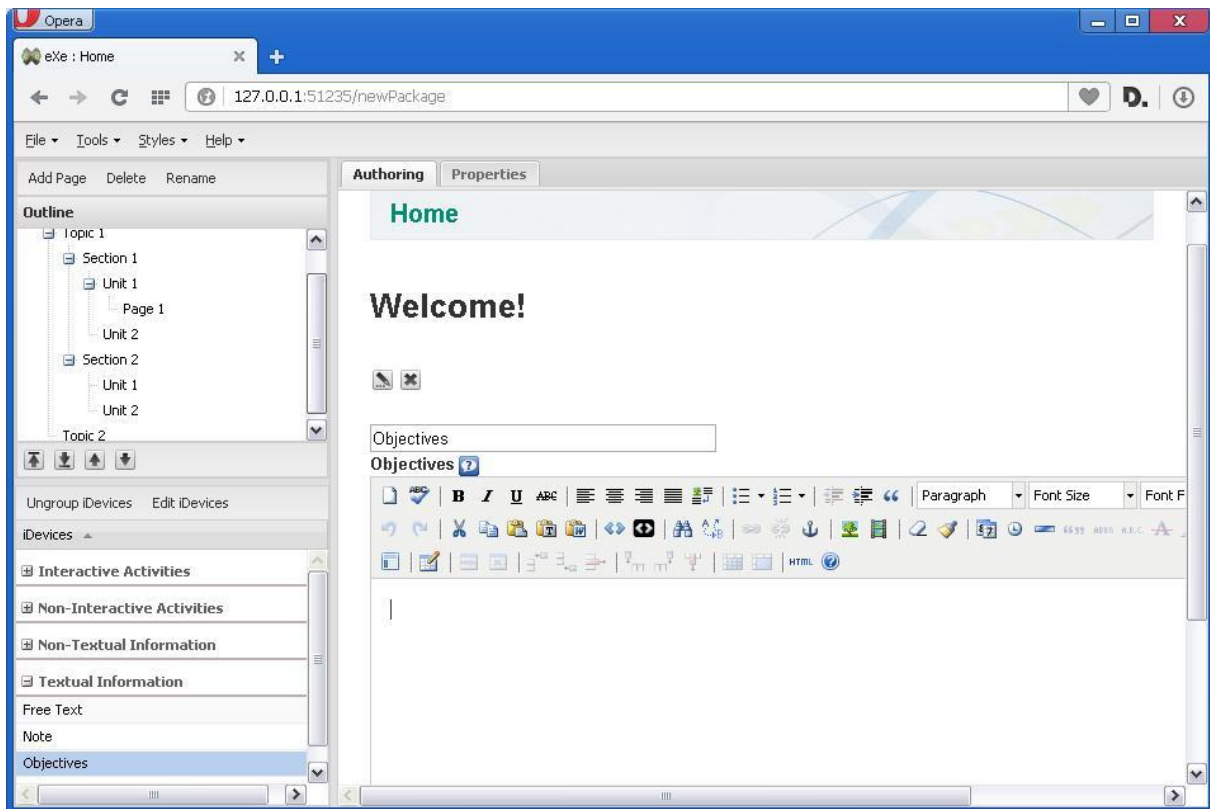 Opera
eXe : Home
127.0.0.1:51235/newPackage
D.
File Tools Styles Help
Add Page Delete Rename
Outline
Topic 1
Section 1
Unit 1
Page 1
Unit 2
Section 2
Unit 1
Unit 2
Topic 2
Ungroup iDevices Edit iDevices
iDevices
Interactive Activities
Non-Interactive Activities
Non-Textual Information
Textual Information
Free Text
Note
Objectives
Authoring Properties
Home
Welcome!
Objectives
Objectives ?
B I U ABC Paragraph Font Size Font F
HTML